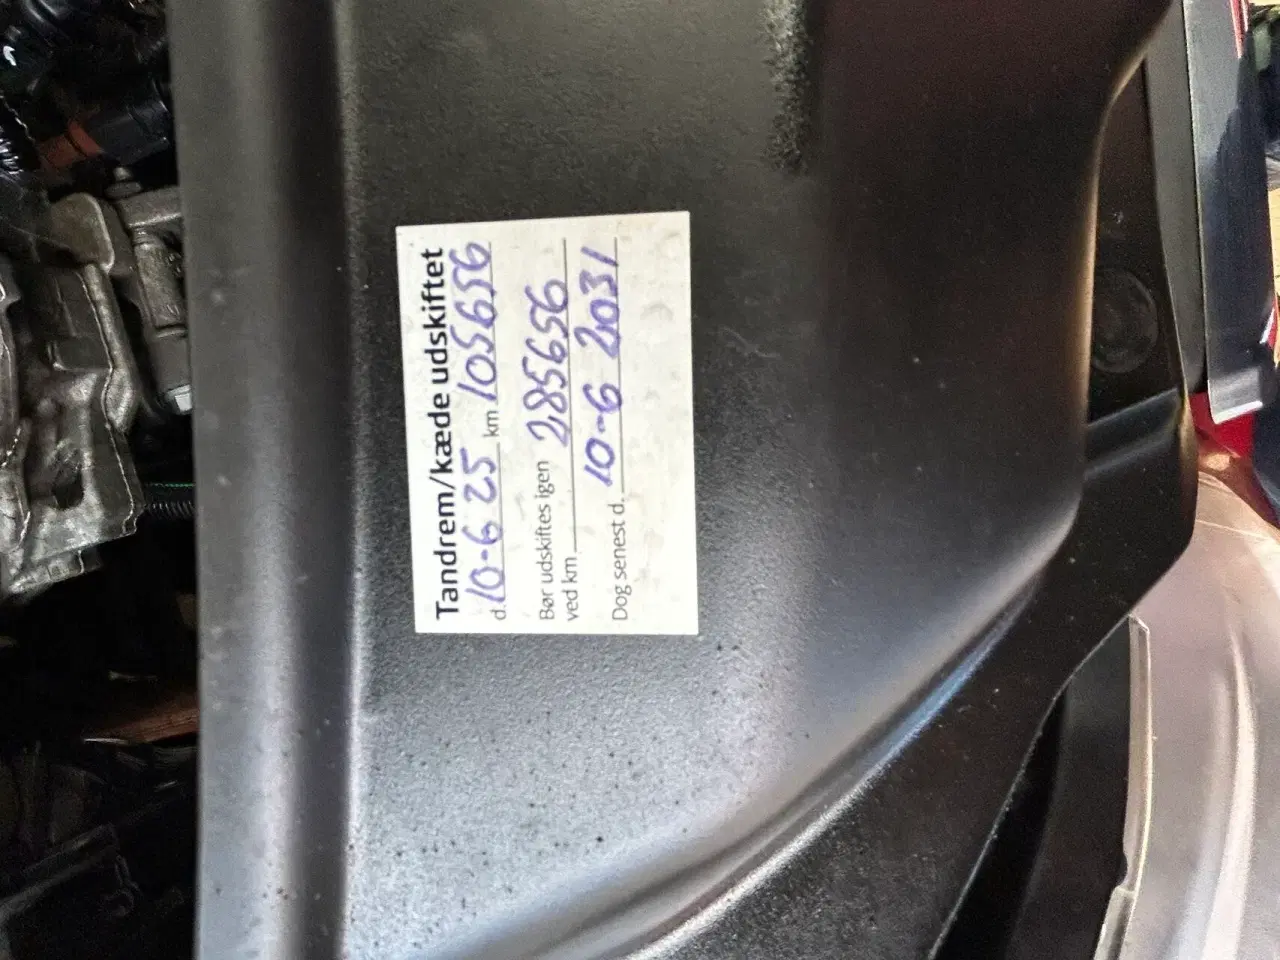 Tandrem/kæde udskiftet
d. 10-6 25 km 105656
Bør udskiftes igen
ved km 285656
Dog senest d. 10-6 2031